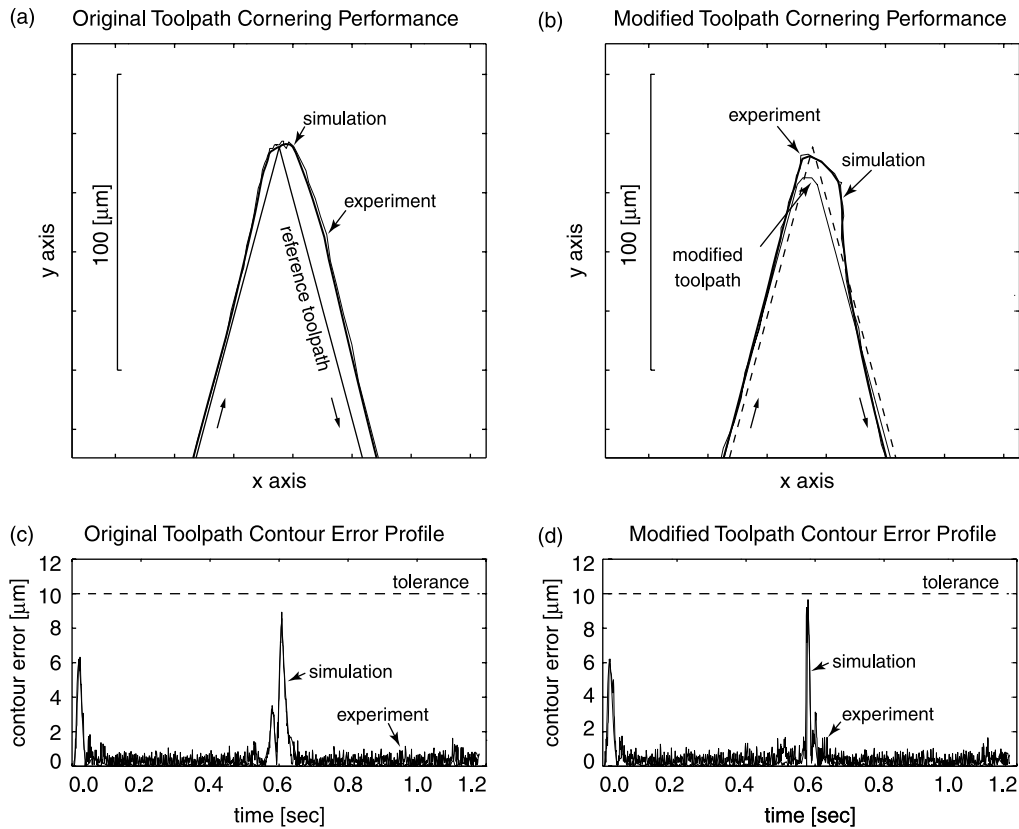 (a) Original Toolpath Cornering Performance
simulation
experiment
reference toolpath
100 [μm]
y axis
x axis
(b) Modified Toolpath Cornering Performance
experiment
simulation
modified
toolpath
100 [μm]
y axis
x axis
(c) Original Toolpath Contour Error Profile
12
10
8
6
4
2
0
contour error [μm]
tolerance
simulation
experiment
0.0 0.2 0.4 0.6 0.8 1.0 1.2
time [sec]
(d) Modified Toolpath Contour Error Profile
12
10
8
6
4
2
0
contour error [μm]
tolerance
simulation
experiment
0.0 0.2 0.4 0.6 0.8 1.0 1.2
time [sec]